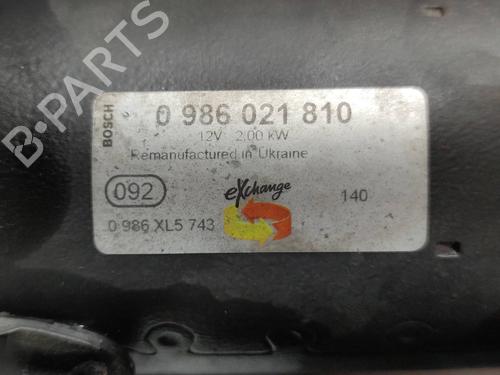 BOSCH
0 986 021 810
12V 2,00 kW
Remanufactured in Ukraine
092
eXchange
140
0 986 XL5 743